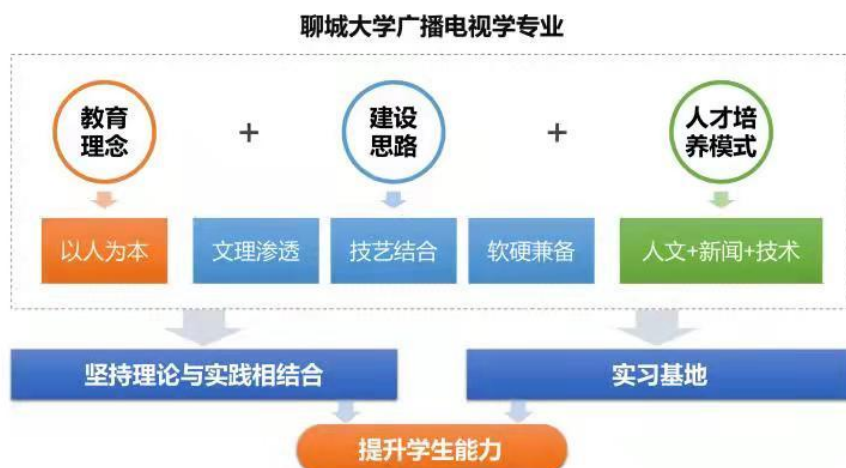 聊城大学广播电视学专业
教育
理念
+
建设
思路
+
人才培
养模式
以人为本
文理渗透
技艺结合
软硬兼备
人文+新闻+技术
坚持理论与实践相结合
实习基地
提升学生能力